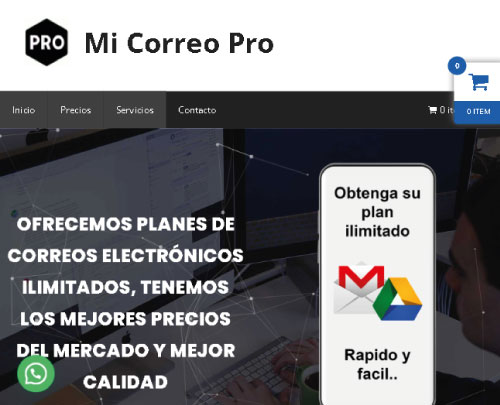 PRO
Mi Correo Pro
0
0 ITEM
Inicio
Precios
Servicios
Contacto
0 it
OFRECEMOS PLANES DE
CORREOS ELECTRÓNICOS
ILIMITADOS, TENEMOS
LOS MEJORES PRECIOS
DEL MERCADO Y MEJOR
CALIDAD
Obtenga su
plan
ilimitado
Rapido y
facil..